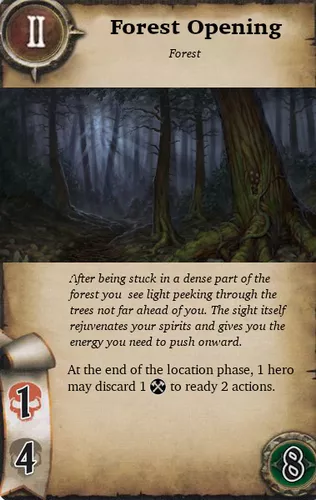 II
Forest Opening
Forest
After being stuck in a dense part of the
forest you see light peeking through the
trees not far ahead of you. The sight itself
rejuvenates your spirits and gives you the
energy you need to push onward.
At the end of the location phase, 1 hero
may discard 1 to ready 2 actions.
1
4
8